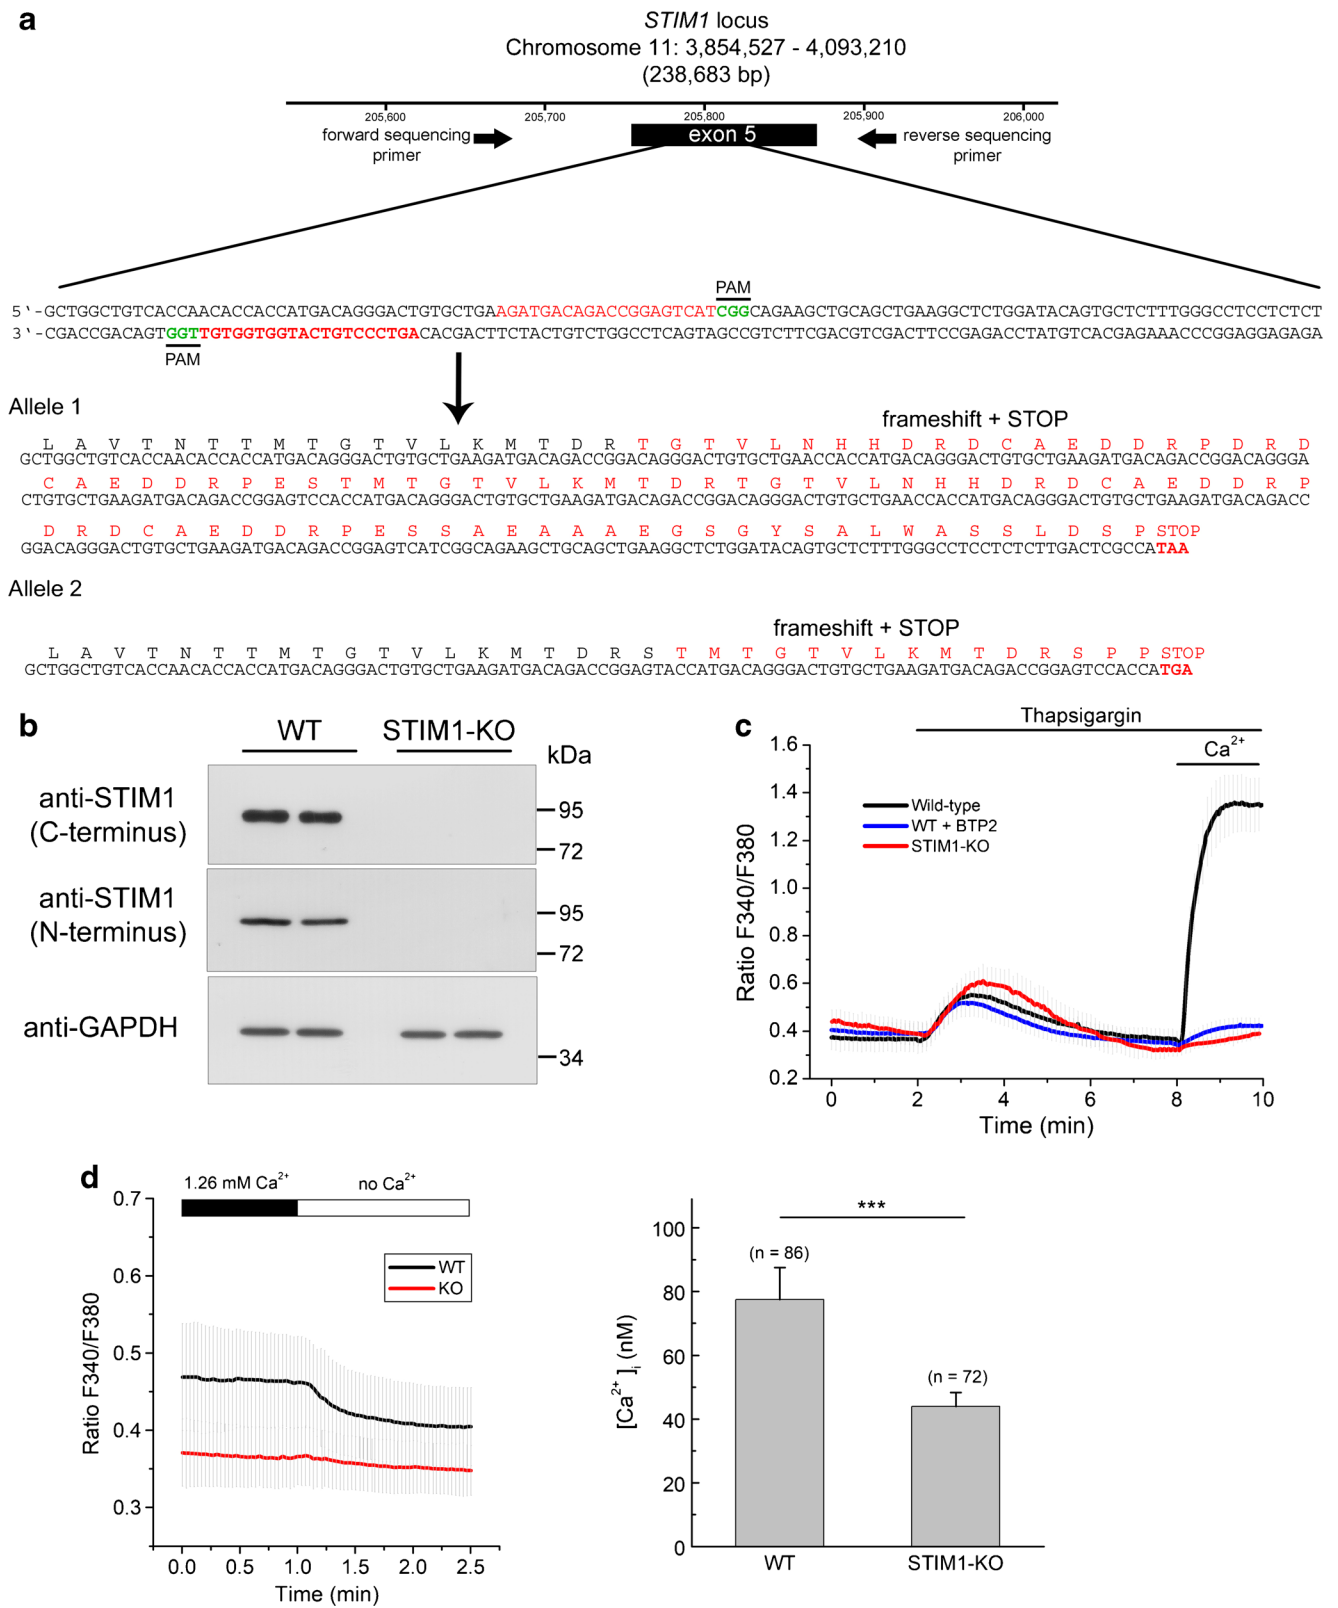 a
STIM1 locus
Chromosome 11: 3,854,527 - 4,093,210
(238,683 bp)
205,600 205,700 205,800 205,900 206,000
forward sequencing primer
exon 5
reverse sequencing primer
PAM
5'-GCTGGCTGTCACCAACACCACCATGACAGGGACTGTGCTGAAGATGACAGACCGGAGTCATCGGCAGAAGCTGCAGCTGAAGGCTCTGGATACAGTGCTCTTTGGGCCTCCTCTCT
3'-CGACCGACAGTGGTTGTGGTGGTACTGTCCCTGACACGACTTCTACTGTCTGGCCTCAGTAGCCGTCTTCGACGTCGACTTCCGAGACCTATGTCACGAGAAACCCGGAGGAGAGA
PAM
Allele 1
frameshift + STOP
L A V T N T T M T G T V L K M T D R T G T V L N H H D R D C A E D D R P D R D
GCTGGCTGTCACCAACACCACCATGACAGGGACTGTGCTGAAGATGACAGACCGGACAGGGACTGTGCTGAACCACCATGACAGGGACTGTGCTGAAGATGACAGACCGGACAGGGA
C A E D D R P E S T M T G T V L K M T D R T G T V L N H H D R D C A E D D R P
CTGTGCTGAAGATGACAGACCGGAGTCCACCATGACAGGGACTGTGCTGAAGATGACAGACCGGACAGGGACTGTGCTGAACCACCATGACAGGGACTGTGCTGAAGATGACAGACC
D R D C A E D D R P E S S A E A A A E G S G Y S A L W A S S L D S P STOP
GGACAGGGACTGTGCTGAAGATGACAGACCGGAGTCATCGGCAGAAGCTGCAGCTGAAGGCTCTGGATACAGTGCTCTTTGGGCCTCCTCTCTTGACTCGCCATAA
Allele 2
frameshift + STOP
L A V T N T T M T G T V L K M T D R S T M T G T V L K M T D R S P P STOP
GCTGGCTGTCACCAACACCACCATGACAGGGACTGTGCTGAAGATGACAGACCGGAGTACCATGACAGGGACTGTGCTGAAGATGACAGACCGGAGTCCACCATGA
b
WT STIM1-KO
kDa
anti-STIM1
(C-terminus)
95
72
anti-STIM1
(N-terminus)
95
72
anti-GAPDH
34
c
Thapsigargin
Ca2+
Wild-type
WT + BTP2
STIM1-KO
Ratio F340/F380
1.6
1.4
1.2
1.0
0.8
0.6
0.4
0.2
0 2 4 6 8 10
Time (min)
d
1.26 mM Ca2+ no Ca2+
WT
KO
Ratio F340/F380
0.7
0.6
0.5
0.4
0.3
0.0 0.5 1.0 1.5 2.0 2.5
Time (min)
***
(n = 86)
(n = 72)
[Ca2+]i (nM)
100
80
60
40
20
0
WT STIM1-KO